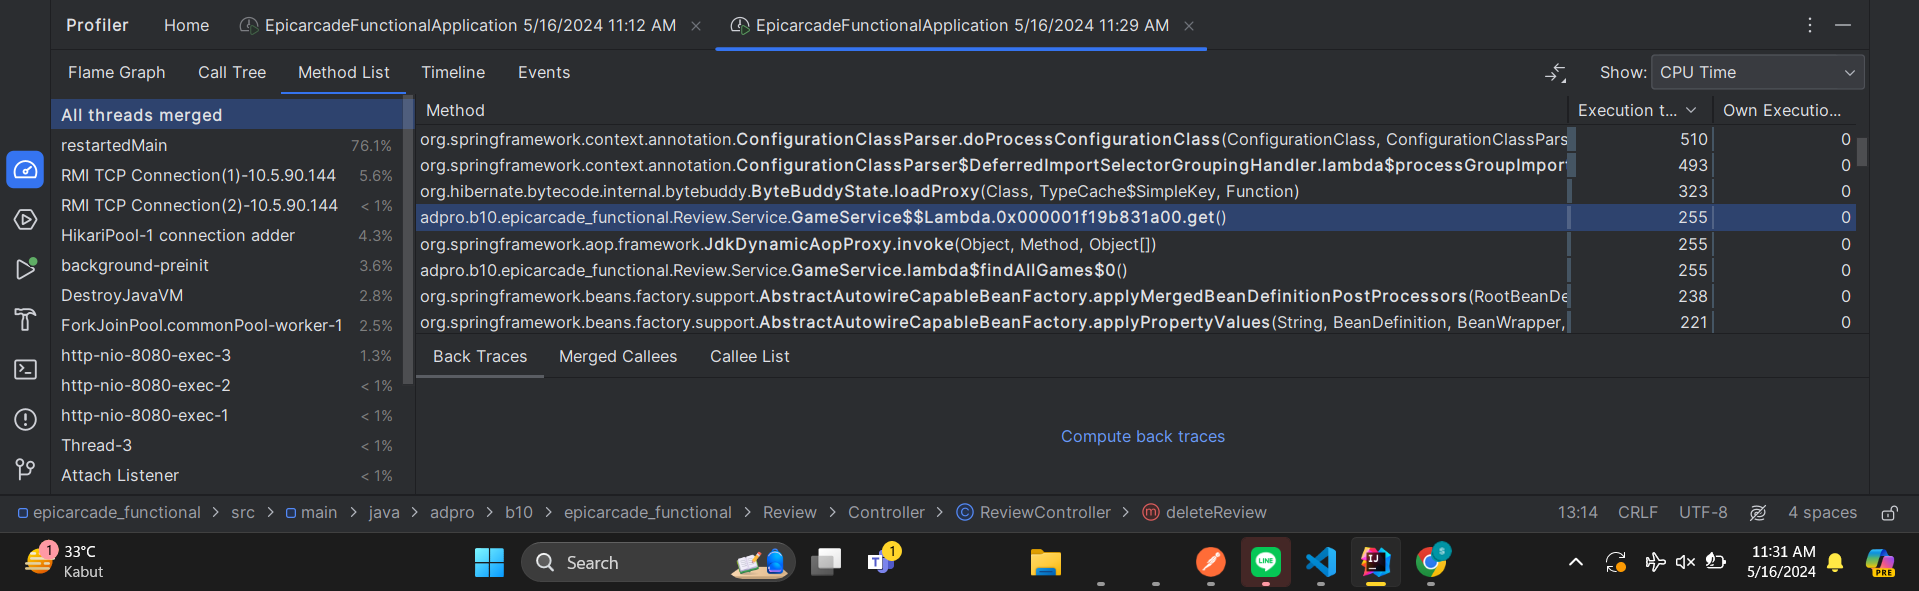 Profiler Home EpicarcadeFunctionalApplication 5/16/2024 11:12 AM EpicarcadeFunctionalApplication 5/16/2024 11:29 AM
Flame Graph Call Tree Method List Timeline Events Show: CPU Time
All threads merged
restartedMain 76.1%
RMI TCP Connection(1)-10.5.90.144 5.6%
RMI TCP Connection(2)-10.5.90.144 < 1%
HikariPool-1 connection adder 4.3%
background-preinit 3.6%
DestroyJavaVM 2.8%
ForkJoinPool.commonPool-worker-1 2.5%
http-nio-8080-exec-3 1.3%
http-nio-8080-exec-2 < 1%
http-nio-8080-exec-1 < 1%
Thread-3 < 1%
Attach Listener < 1%
Method Execution t... Own Executio...
org.springframework.context.annotation.ConfigurationClassParser.doProcessConfigurationClass(ConfigurationClass, ConfigurationClassPars 510 0
org.springframework.context.annotation.ConfigurationClassParser$DeferredImportSelectorGroupingHandler.lambda$processGroupImport 493 0
org.hibernate.bytecode.internal.bytebuddy.ByteBuddyState.loadProxy(Class, TypeCache$SimpleKey, Function) 323 0
adpro.b10.epicarcade_functional.Review.Service.GameService$$Lambda.0x000001f19b831a00.get() 255 0
org.springframework.aop.framework.JdkDynamicAopProxy.invoke(Object, Method, Object[]) 255 0
adpro.b10.epicarcade_functional.Review.Service.GameService.lambda$findAllGames$0() 255 0
org.springframework.beans.factory.support.AbstractAutowireCapableBeanFactory.applyMergedBeanDefinitionPostProcessors(RootBeanDe 238 0
org.springframework.beans.factory.support.AbstractAutowireCapableBeanFactory.applyPropertyValues(String, BeanDefinition, BeanWrapper, 221 0
Back Traces Merged Callees Callee List
Compute back traces
epicarcade_functional > src > main > java > adpro > b10 > epicarcade_functional > Review > Controller > C ReviewController > m deleteReview 13:14 CRLF UTF-8 4 spaces
1 33°C
Kabut
Search
T 1
LINE
IJ
S
11:31 AM
5/16/2024
PRE